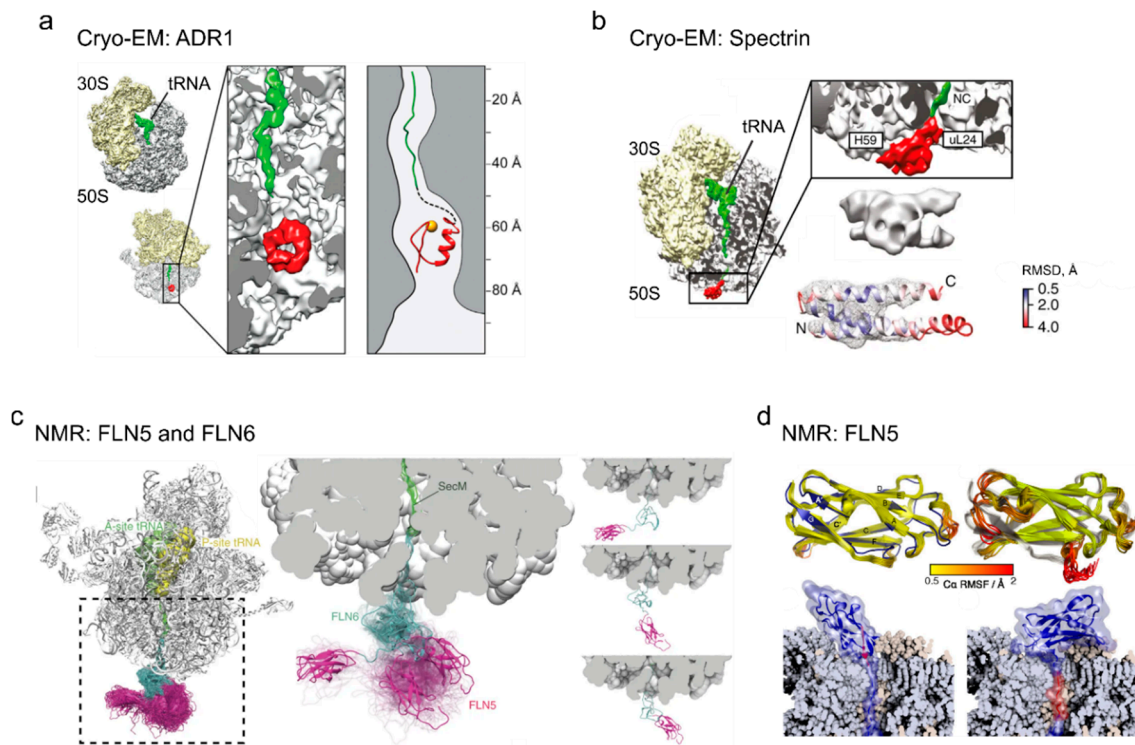 a
Cryo-EM: ADR1
30S
tRNA
50S
20 Å
40 Å
60 Å
80 Å
b
Cryo-EM: Spectrin
tRNA
30S
50S
NC
H59
uL24
C
N
RMSD, Å
0.5
2.0
4.0
c
NMR: FLN5 and FLN6
A-site tRNA
P-site tRNA
SecM
FLN6
FLN5
d
NMR: FLN5
D
B
A
C'
C
F
G
0.5
2
Cα RMSF / Å